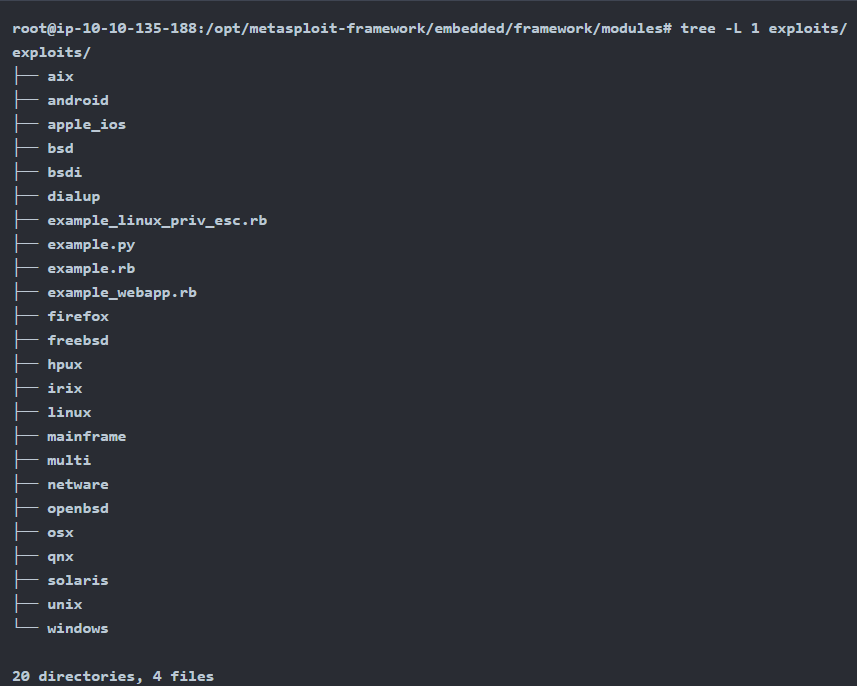 root@ip-10-10-135-188:/opt/metasploit-framework/embedded/framework/modules# tree -L 1 exploits/
exploits/
├── aix
├── android
├── apple_ios
├── bsd
├── bsdi
├── dialup
├── example_linux_priv_esc.rb
├── example.py
├── example.rb
├── example_webapp.rb
├── firefox
├── freebsd
├── hpux
├── irix
├── linux
├── mainframe
├── multi
├── netware
├── openbsd
├── osx
├── qnx
├── solaris
├── unix
└── windows

20 directories, 4 files